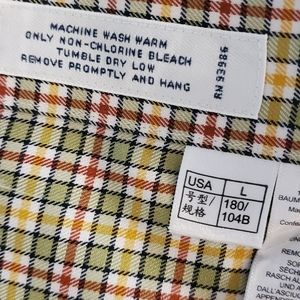 MACHINE WASH WARM
ONLY NON-CHLORINE BLEACH
TUMBLE DRY LOW
REMOVE PROMPTLY AND HANG
RN 93986
USA L
号型/ 180/
规格 104B
BAUM